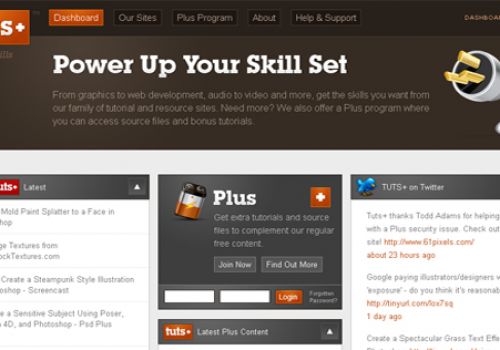 s+
Dashboard
Our Sites
Plus Program
About
Help & Support
DASHBOA
Power Up Your Skill Set
From graphics to web development, audio to video and more, get the skills you want from
our family of tutorial and resource sites. Need more? We also offer a Plus program where
you can access source files and bonus tutorials.
tuts+ Latest
Mold Paint Splatter to a Face in
shop
ge Textures from
ockTextures.com
Create a Steampunk Style Illustration
oshop - Screencast
e a Sensitive Subject Using Poser,
a 4D, and Photoshop - Psd Plus
Plus
Get extra tutorials and source
files to complement our regular
free content.
Join Now
Find Out More
Login
Forgotten
Password?
tuts+ Latest Plus Content
TUTS+ on Twitter
Tuts+ thanks Todd Adams for helping
with a Plus security issue. Check out
site! http://www.61pixels.com/
about 23 hours ago
Google paying illustrators/designers w
'exposure' - do you think it's reasonab
http://tinyurl.com/lox7sq
1 day ago
Create a Spectacular Grass Text Effec